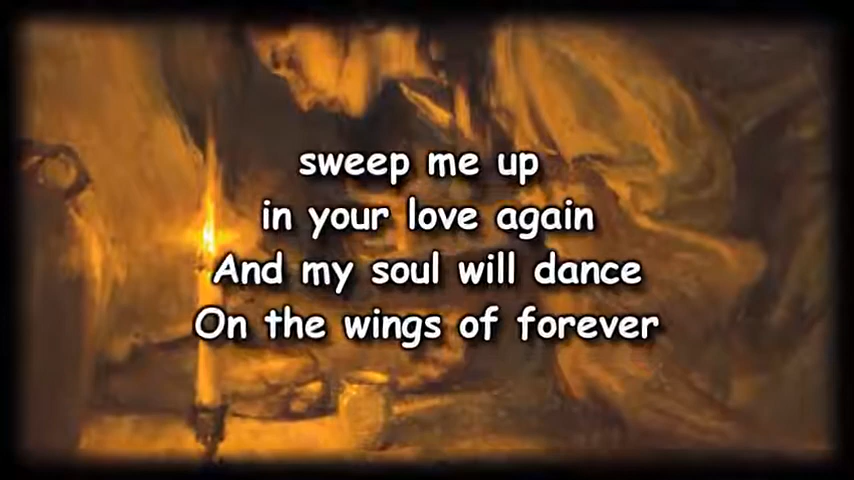 sweep me up
in your love again
And my soul will dance
On the wings of forever